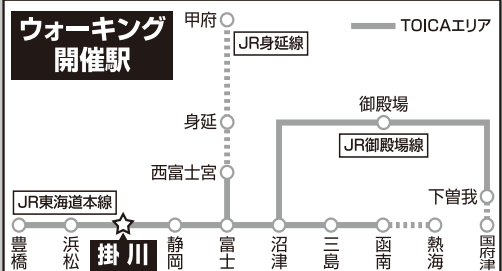 ウォーキング
開催駅
甲府
JR身延線
TOICAエリア
身延
御殿場
JR御殿場線
西富士宮
下曽我
JR東海道本線
豊橋
浜松
掛川
静岡
富士
沼津
三島
函南
熱海
国府津